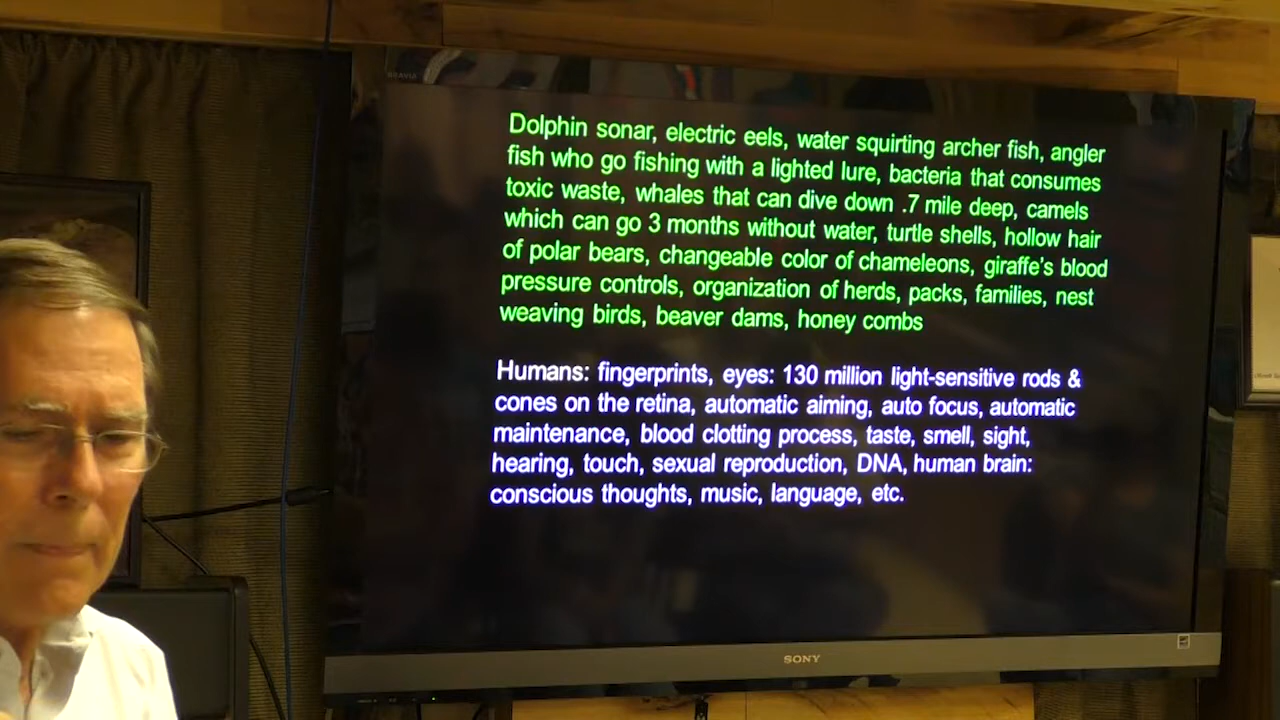 BRAVIA
Dolphin sonar, electric eels, water squirting archer fish, angler
fish who go fishing with a lighted lure, bacteria that consumes
toxic waste, whales that can dive down .7 mile deep, camels
which can go 3 months without water, turtle shells, hollow hair
of polar bears, changeable color of chameleons, giraffe's blood
pressure controls, organization of herds, packs, families, nest
weaving birds, beaver dams, honey combs
Humans: fingerprints, eyes: 130 million light-sensitive rods &
cones on the retina, automatic aiming, auto focus, automatic
maintenance, blood clotting process, taste, smell, sight,
hearing, touch, sexual reproduction, DNA, human brain:
conscious thoughts, music, language, etc.
SONY